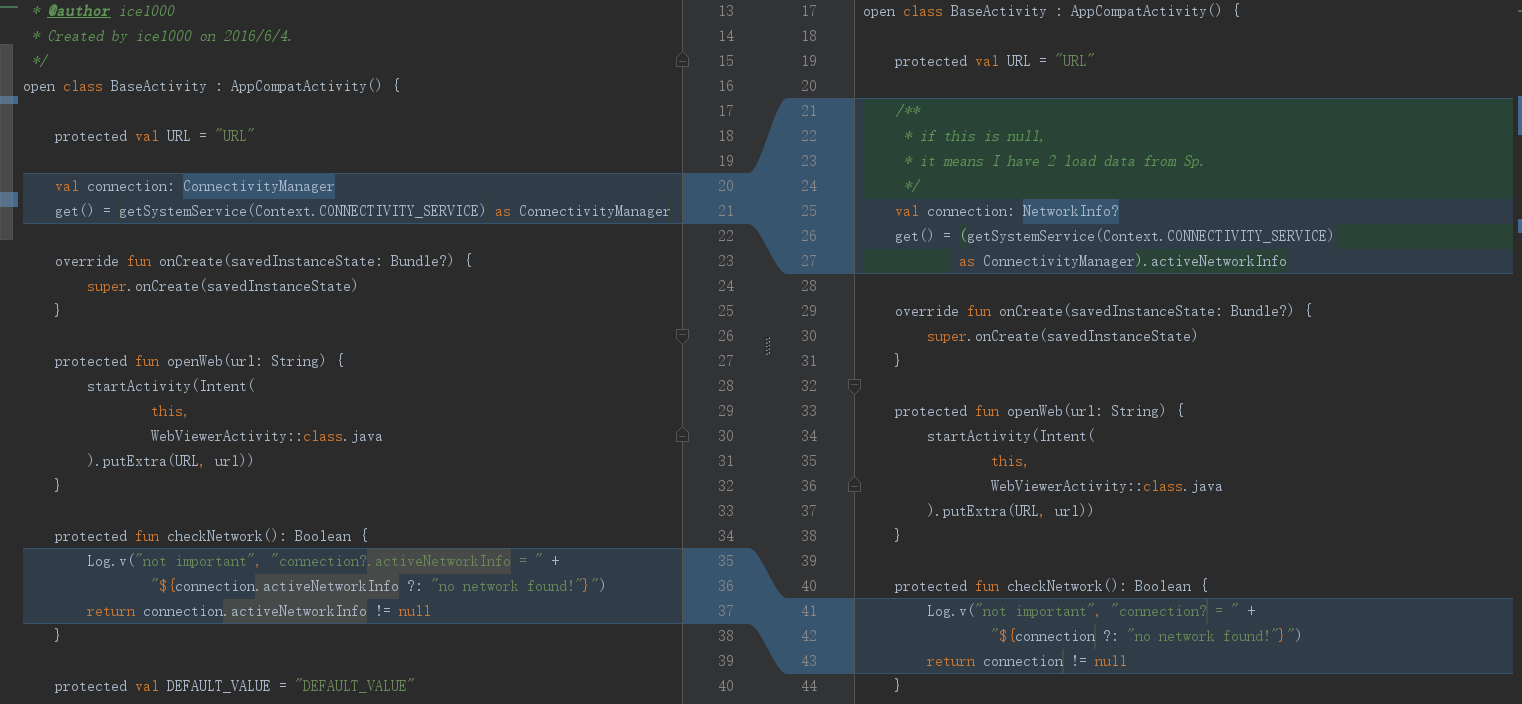 * @author ice1000
 * Created by ice1000 on 2016/6/4.
 */
open class BaseActivity : AppCompatActivity() {
    protected val URL = "URL"
    val connection: ConnectivityManager
    get() = getSystemService(Context.CONNECTIVITY_SERVICE) as ConnectivityManager
    override fun onCreate(savedInstanceState: Bundle?) {
        super.onCreate(savedInstanceState)
    }
    protected fun openWeb(url: String) {
        startActivity(Intent(
                this,
                WebViewerActivity::class.java
        ).putExtra(URL, url))
    }
    protected fun checkNetwork(): Boolean {
        Log.v("not important", "connection?.activeNetworkInfo = " +
                "${connection.activeNetworkInfo ?: "no network found!"}")
        return connection.activeNetworkInfo != null
    }
    protected val DEFAULT_VALUE = "DEFAULT_VALUE"
13 17
14 18
15 19
16 20
17 21
18 22
19 23
20 24
21 25
22 26
23 27
24 28
25 29
26 30
27 31
28 32
29 33
30 34
31 35
32 36
33 37
34 38
35 39
36 40
37 41
38 42
39 43
40 44
open class BaseActivity : AppCompatActivity() {
    protected val URL = "URL"
    /**
     * if this is null,
     * it means I have 2 load data from Sp.
     */
    val connection: NetworkInfo?
    get() = (getSystemService(Context.CONNECTIVITY_SERVICE)
            as ConnectivityManager).activeNetworkInfo
    override fun onCreate(savedInstanceState: Bundle?) {
        super.onCreate(savedInstanceState)
    }
    protected fun openWeb(url: String) {
        startActivity(Intent(
                this,
                WebViewerActivity::class.java
        ).putExtra(URL, url))
    }
    protected fun checkNetwork(): Boolean {
        Log.v("not important", "connection? = " +
                "${connection ?: "no network found!"}")
        return connection != null
    }